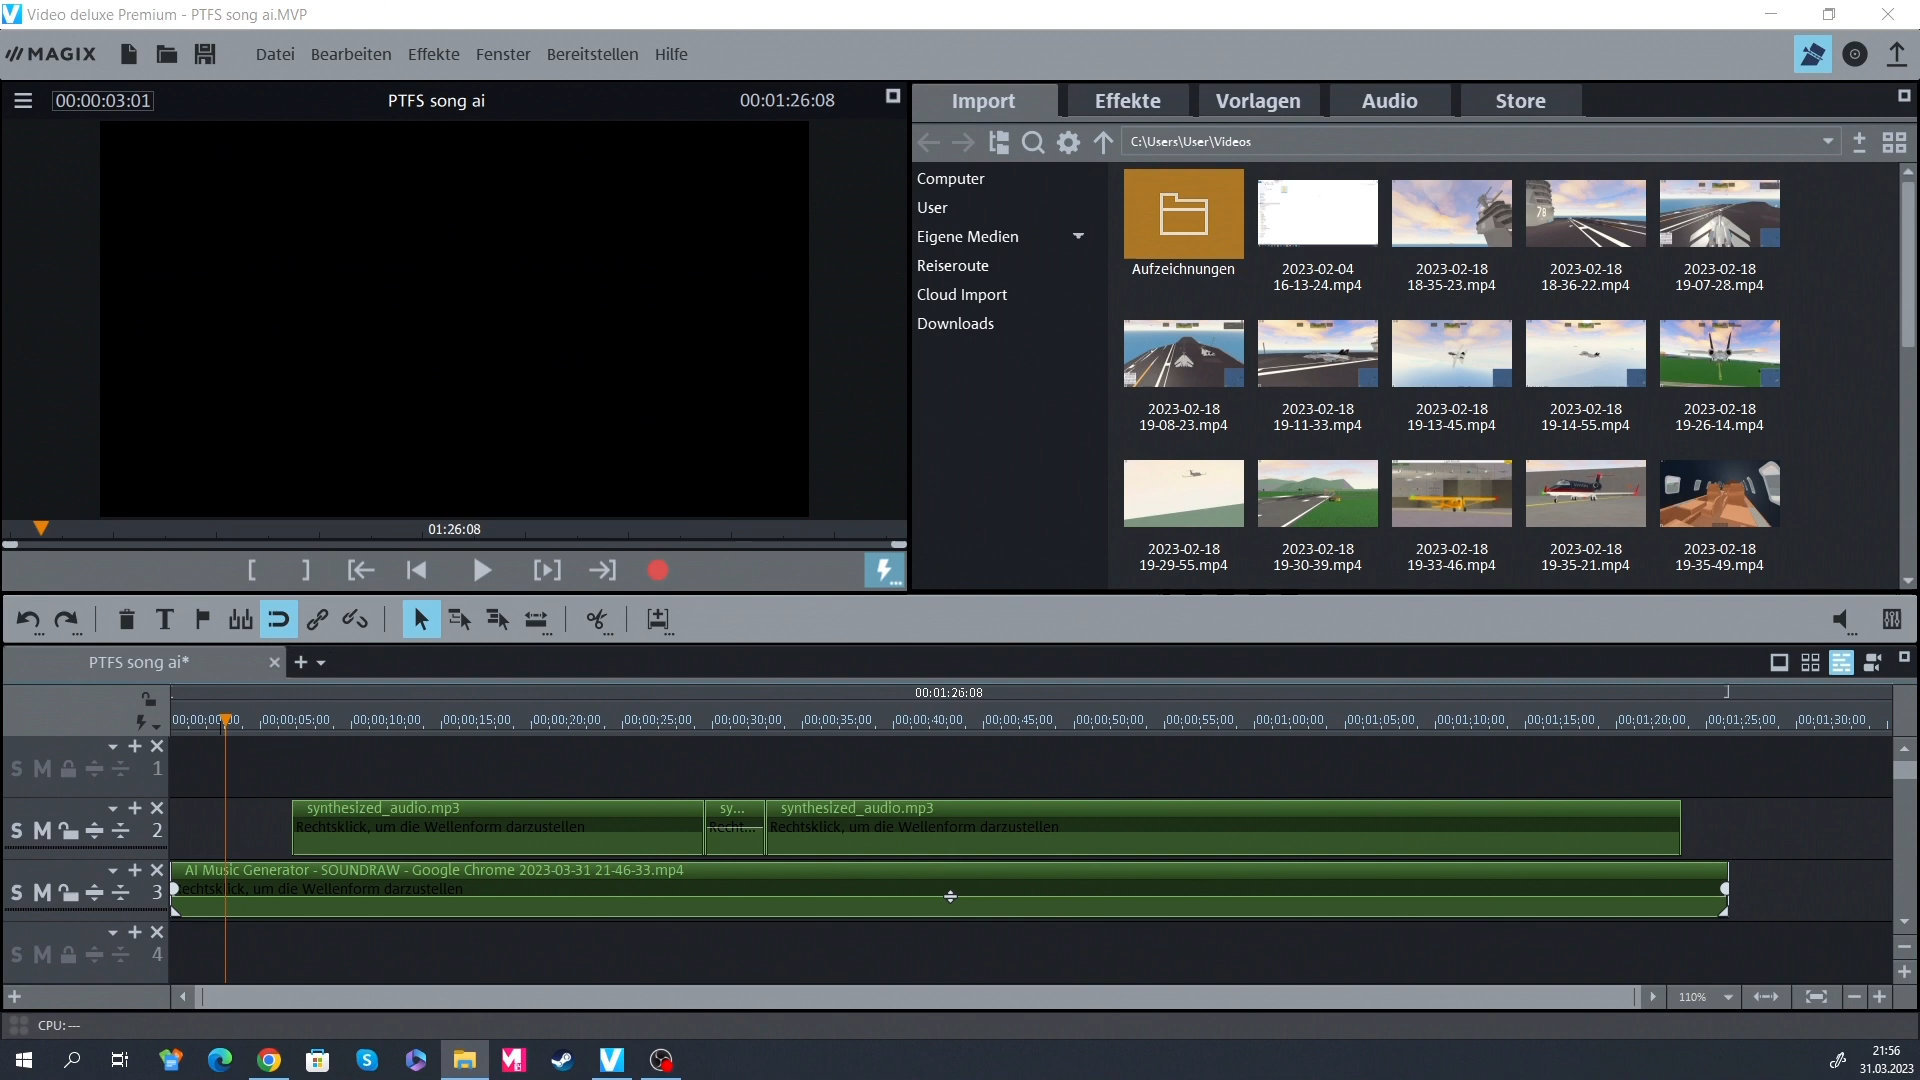 Video deluxe Premium - PTFS song ai.MVP
MAGIX
Datei Bearbeiten Effekte Fenster Bereitstellen Hilfe
00:00:03:01 PTFS song ai 00:01:26:08
01:26:08
Import Effekte Vorlagen Audio Store
C:\Users\User\Videos
Computer
User
Eigene Medien
Reiseroute
Cloud Import
Downloads
Aufzeichnungen
2023-02-04
16-13-24.mp4
2023-02-18
18-35-23.mp4
2023-02-18
18-36-22.mp4
2023-02-18
19-07-28.mp4
2023-02-18
19-08-23.mp4
2023-02-18
19-11-33.mp4
2023-02-18
19-13-45.mp4
2023-02-18
19-14-55.mp4
2023-02-18
19-26-14.mp4
2023-02-18
19-29-55.mp4
2023-02-18
19-30-39.mp4
2023-02-18
19-33-46.mp4
2023-02-18
19-35-21.mp4
2023-02-18
19-35-49.mp4
78
PTFS song ai*
00:01:26:08
00:00:05:00 00:00:10:00 00:00:15:00 00:00:20:00 00:00:25:00 00:00:30:00 00:00:35:00 00:00:40:00 00:00:45:00 00:00:50:00 00:00:55:00 00:01:00:00 00:01:05:00 00:01:10:00 00:01:15:00 00:01:20:00 00:01:25:00 00:01:30:00
S M 1
synthesized_audio.mp3 sy... synthesized_audio.mp3
Rechtsklick, um die Wellenform darzustellen Recht... Rechtsklick, um die Wellenform darzustellen
S M 2
AI Music Generator - SOUNDRAW - Google Chrome 2023-03-31 21-46-33.mp4
echtsklick, um die Wellenform darzustellen
S M 3
S M 4
110%
CPU: ---
21:56
31.03.2023